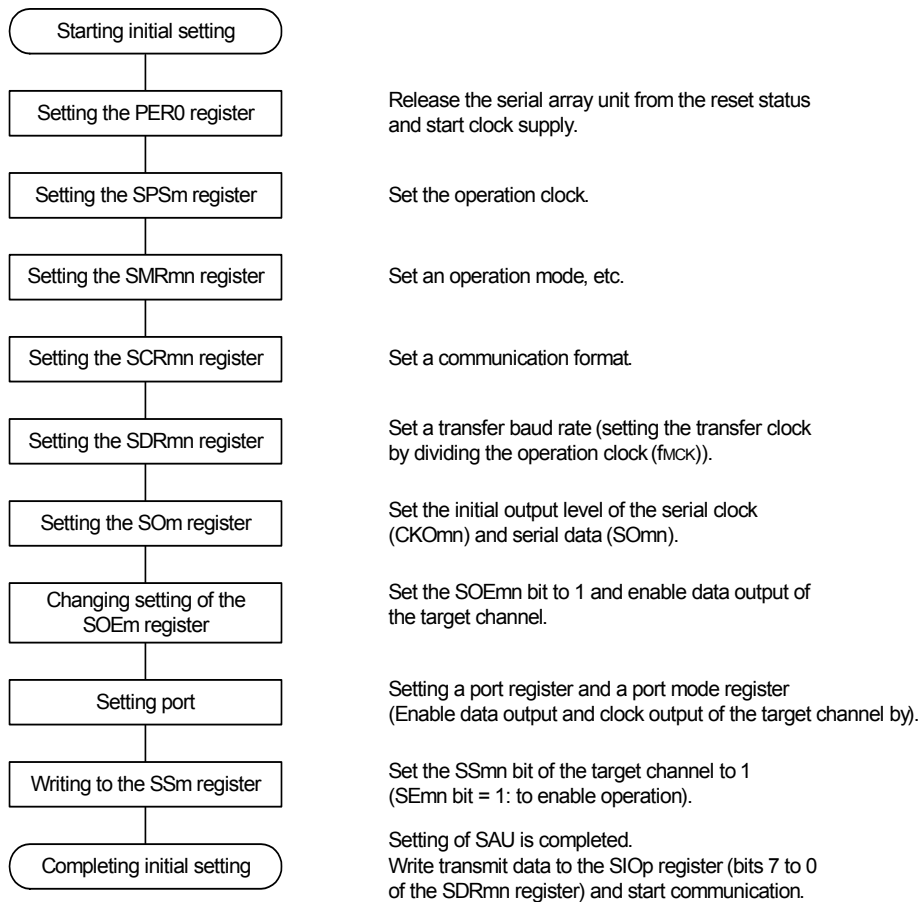 Starting initial setting
Setting the PER0 register
Release the serial array unit from the reset status
and start clock supply.
Setting the SPSm register
Set the operation clock.
Setting the SMRmn register
Set an operation mode, etc.
Setting the SCRmn register
Set a communication format.
Setting the SDRmn register
Set a transfer baud rate (setting the transfer clock
by dividing the operation clock (fMCK)).
Setting the SOm register
Set the initial output level of the serial clock
(CKOmn) and serial data (SOmn).
Changing setting of the
SOEm register
Set the SOEmn bit to 1 and enable data output of
the target channel.
Setting port
Setting a port register and a port mode register
(Enable data output and clock output of the target channel by).
Writing to the SSm register
Set the SSmn bit of the target channel to 1
(SEmn bit = 1: to enable operation).
Completing initial setting
Setting of SAU is completed.
Write transmit data to the SIOp register (bits 7 to 0
of the SDRmn register) and start communication.